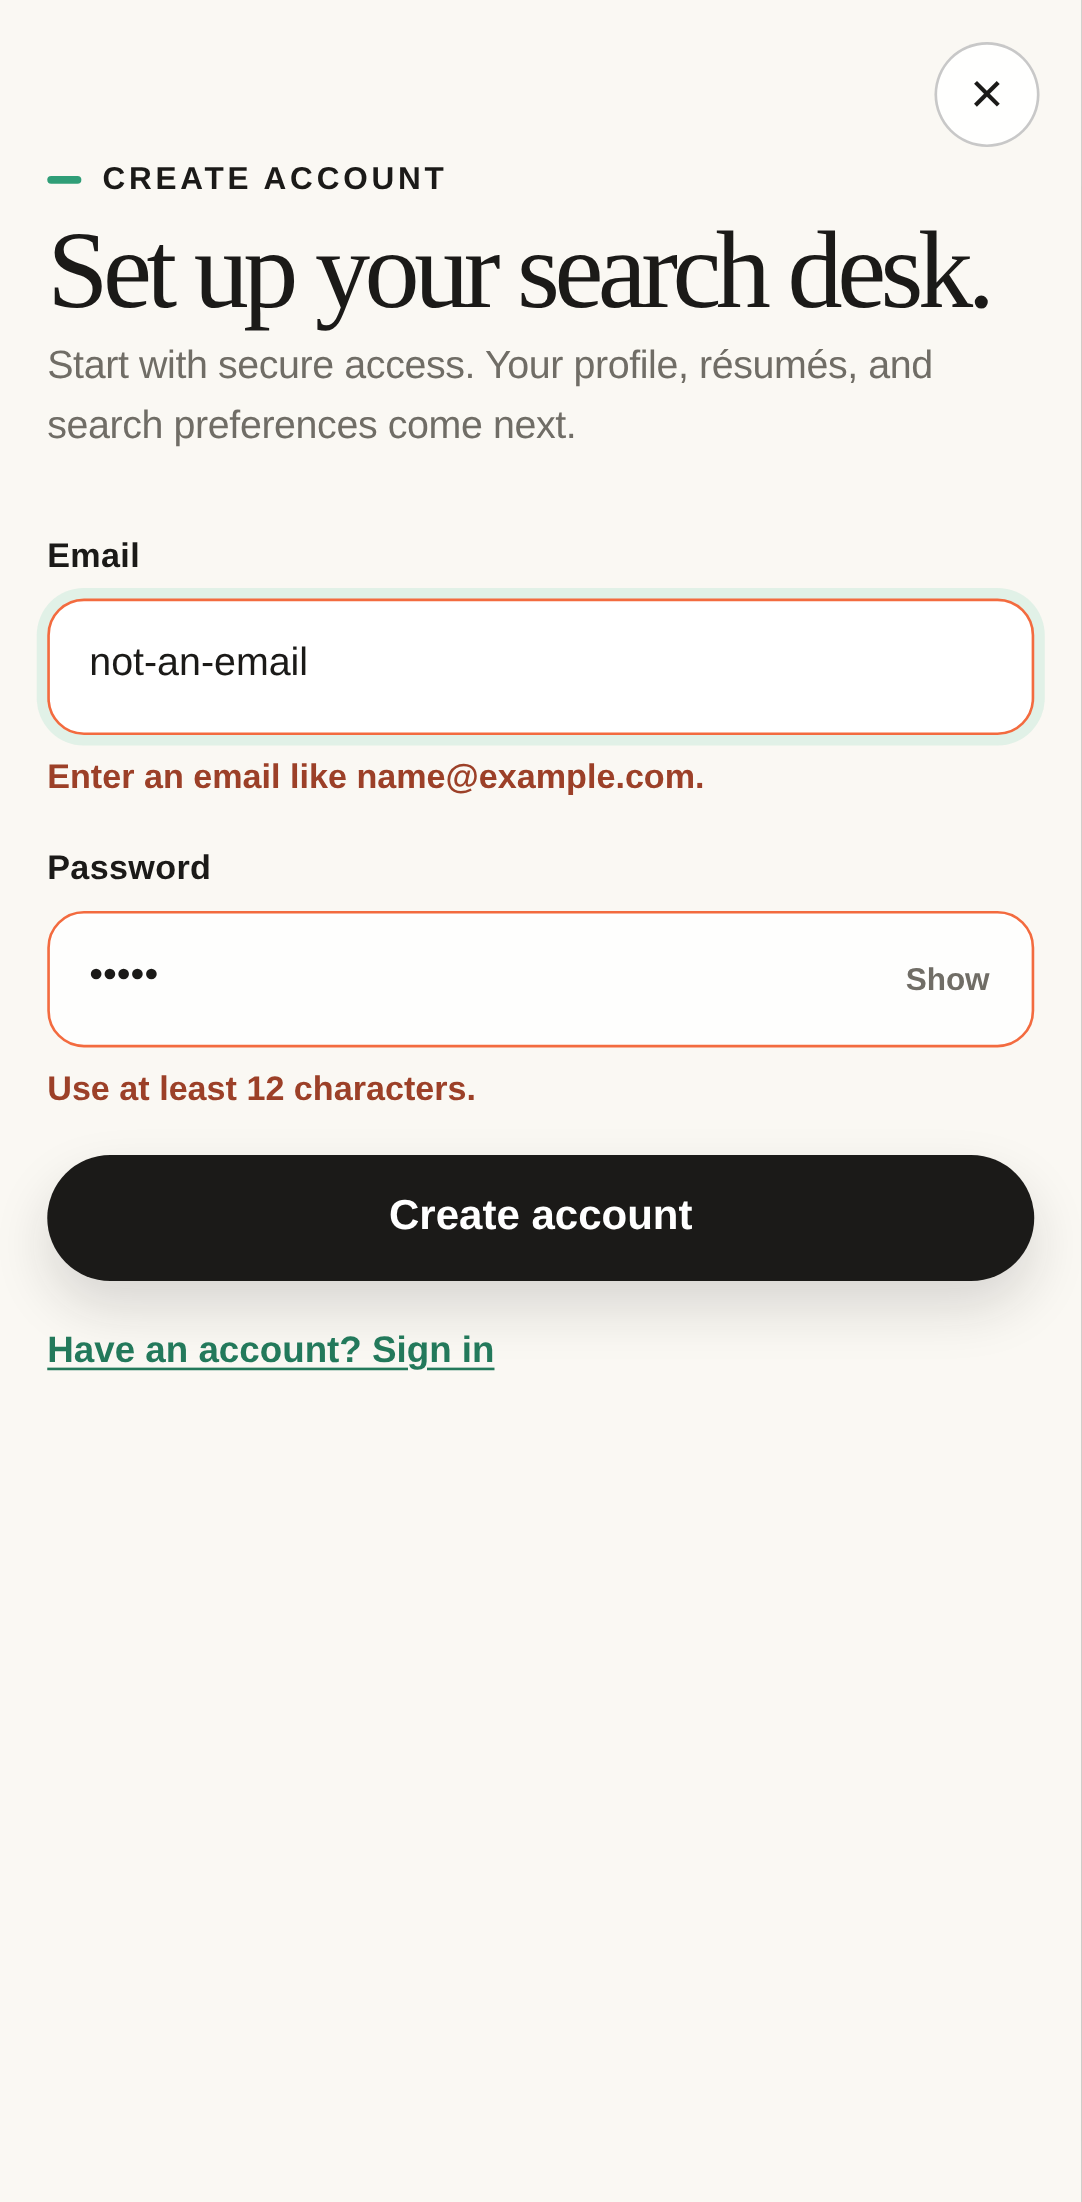 CREATE ACCOUNT
Set up your search desk.
Start with secure access. Your profile, résumés, and
search preferences come next.
Email
not-an-email
Enter an email like name@example.com.
Password
•••••
Show
Use at least 12 characters.
Create account
Have an account? Sign in